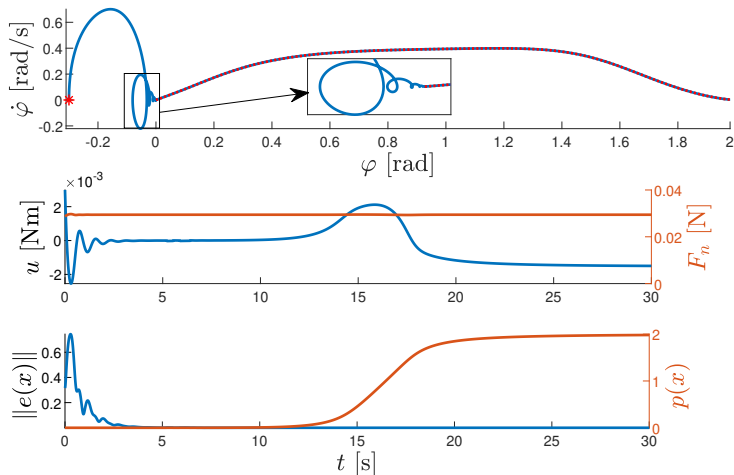 0.6
0.4
0.2
0
-0.2
φ̇ [rad/s]
-0.2 0 0.2 0.4 0.6 0.8 1 1.2 1.4 1.6 1.8 2
φ [rad]
×10⁻³
2
0
-2
u [Nm]
0.04
0.02
0
Fₙ [N]
0 5 10 15 20 25 30
0.6
0.4
0.2
||e(x)||
2
1
0
p(x)
0 5 10 15 20 25 30
t [s]